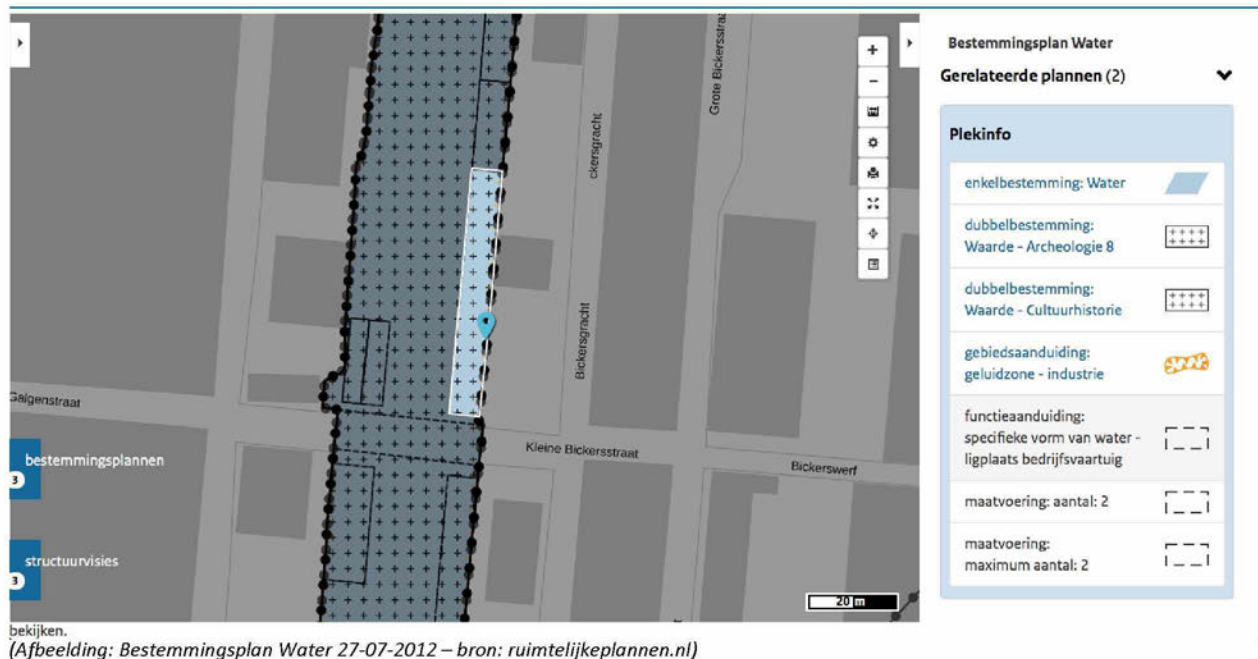 Grote Bickersstraa
ckersgracht
Bickersgracht
Galgenstraat
Kleine Bickersstraat
Bickerswerf
bestemmingsplannen
3
structuurvisies
3
20 m
Bestemmingsplan Water
Gerelateerde plannen (2)
Plekinfo
enkelbestemming: Water
dubbelbestemming:
Waarde - Archeologie 8
dubbelbestemming:
Waarde - Cultuurhistorie
gebiedsaanduiding:
geluidzone - industrie
functieaanduiding:
specifieke vorm van water -
ligplaats bedrijfsvaartuig
maatvoering: aantal: 2
maatvoering:
maximum aantal: 2
bekijken.
(Afbeelding: Bestemmingsplan Water 27-07-2012 – bron: ruimtelijkeplannen.nl)